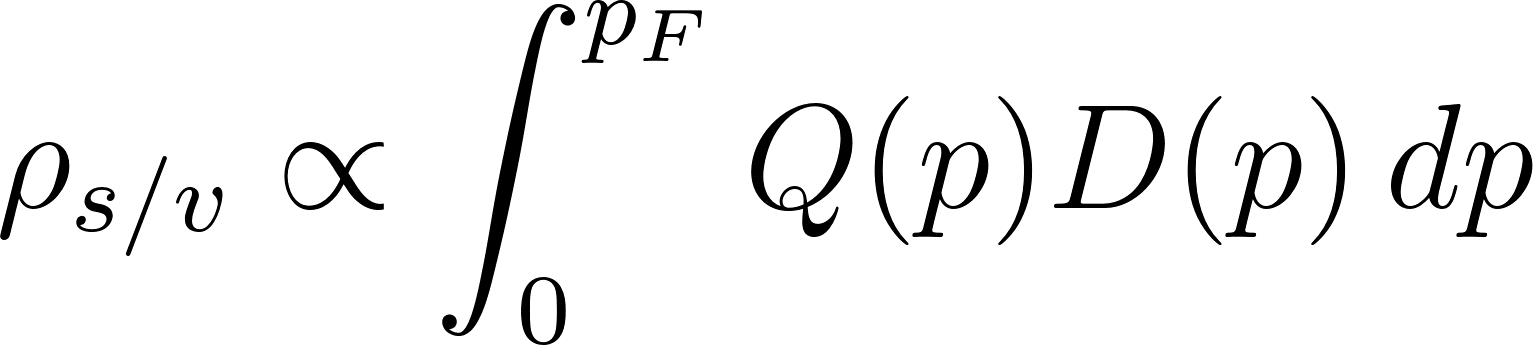 ρ_{s/v} ∝ ∫_0^{p_F} Q(p)D(p) dp